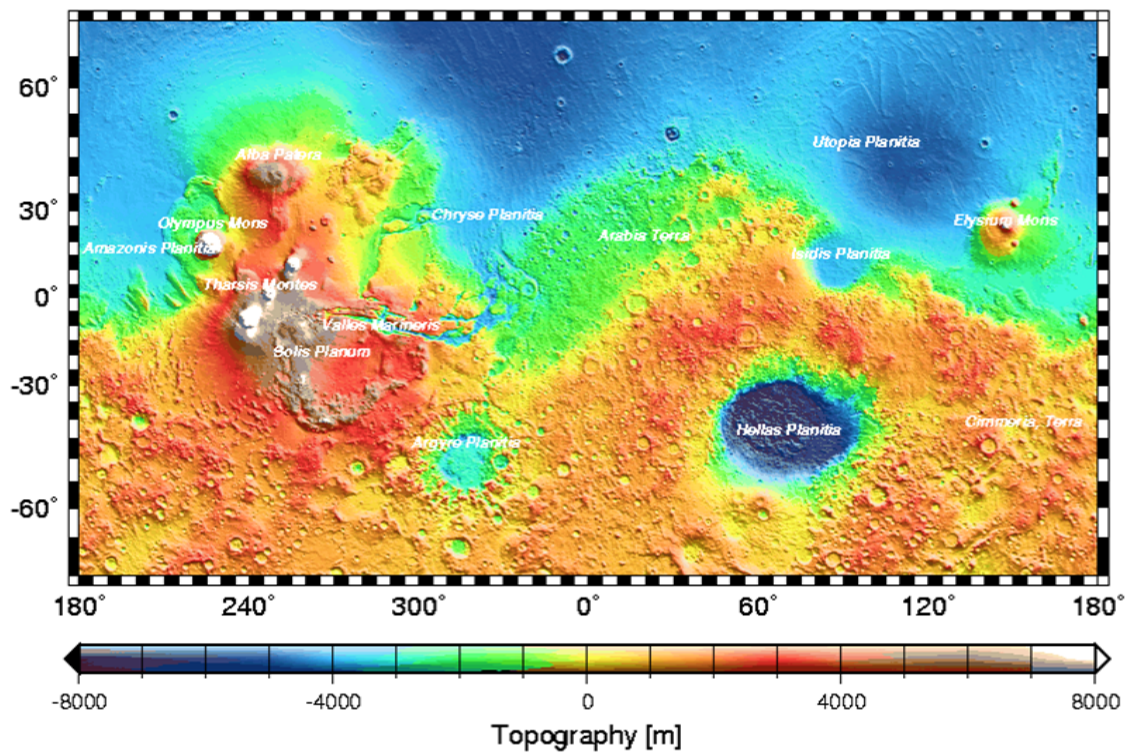 60°
Utopia Planitia
Alba Patera
30°
Olympus Mons
Chryse Planitia
Elysium Mons
Arabia Terra
Amazonis Planitia
Isidis Planitia
Tharsis Montes
0°
Valles Marineris
Solis Planum
-30°
Cimmeria, Terra
Hellas Planitia
Argyre Planitia
-60°
180° 240° 300° 0° 60° 120° 180°
-8000 -4000 0 4000 8000
Topography [m]